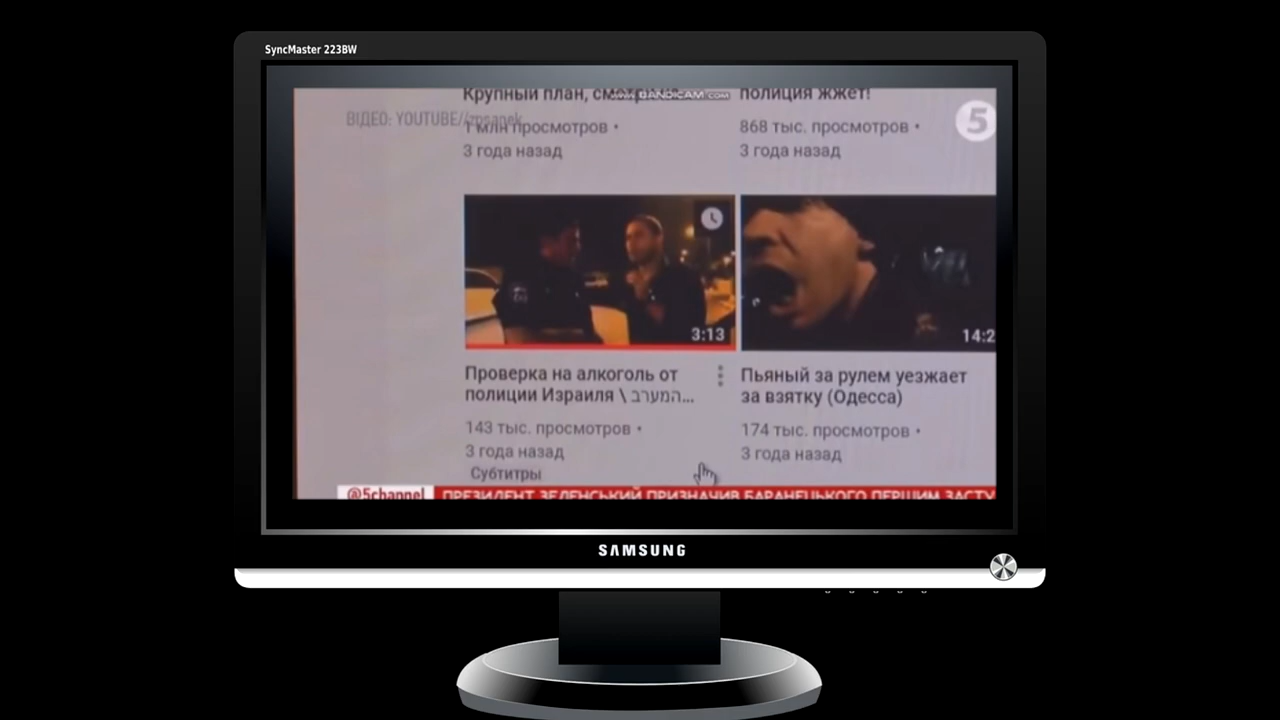 SyncMaster 223BW
Крупный план,
полиция жжет!
www.BANDICAM.com
ВІДЕО: YOUTUBE//zpsanek
5
1 млн просмотров •
868 тыс. просмотров •
3 года назад
3 года назад
3:13
14:2
Проверка на алкоголь от
полиции Израиля \ המערב...
Пьяный за рулем уезжает
за взятку (Одесса)
143 тыс. просмотров •
174 тыс. просмотров •
3 года назад
3 года назад
Субтитры
@5channel
ПРЕЗИДЕНТ ЗЕЛЕНСЬКИЙ ПРИЗНАЧИВ БАРАНЕЦЬКОГО ПЕРШИМ ЗАСТУ
SAMSUNG